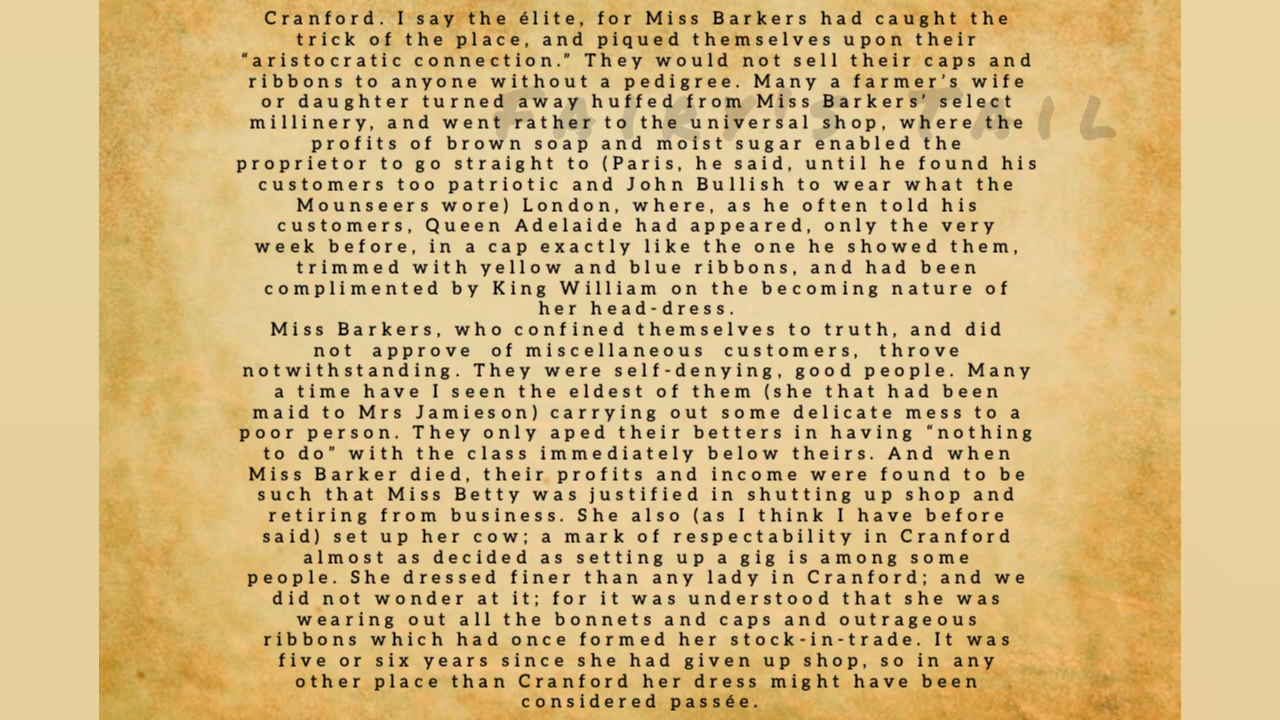 Cranford. I say the élite, for Miss Barkers had caught the
trick of the place, and piqued themselves upon their
“aristocratic connection.” They would not sell their caps and
ribbons to anyone without a pedigree. Many a farmer’s wife
or daughter turned away huffed from Miss Barkers’ select
millinery, and went rather to the universal shop, where the
profits of brown soap and moist sugar enabled the
proprietor to go straight to (Paris, he said, until he found his
customers too patriotic and John Bullish to wear what the
Mounseers wore) London, where, as he often told his
customers, Queen Adelaide had appeared, only the very
week before, in a cap exactly like the one he showed them,
trimmed with yellow and blue ribbons, and had been
complimented by King William on the becoming nature of
her head-dress.
Miss Barkers, who confined themselves to truth, and did
not approve of miscellaneous customers, throve
notwithstanding. They were self-denying, good people. Many
a time have I seen the eldest of them (she that had been
maid to Mrs Jamieson) carrying out some delicate mess to a
poor person. They only aped their betters in having “nothing
to do” with the class immediately below theirs. And when
Miss Barker died, their profits and income were found to be
such that Miss Betty was justified in shutting up shop and
retiring from business. She also (as I think I have before
said) set up her cow; a mark of respectability in Cranford
almost as decided as setting up a gig is among some
people. She dressed finer than any lady in Cranford; and we
did not wonder at it; for it was understood that she was
wearing out all the bonnets and caps and outrageous
ribbons which had once formed her stock-in-trade. It was
five or six years since she had given up shop, so in any
other place than Cranford her dress might have been
considered passée.